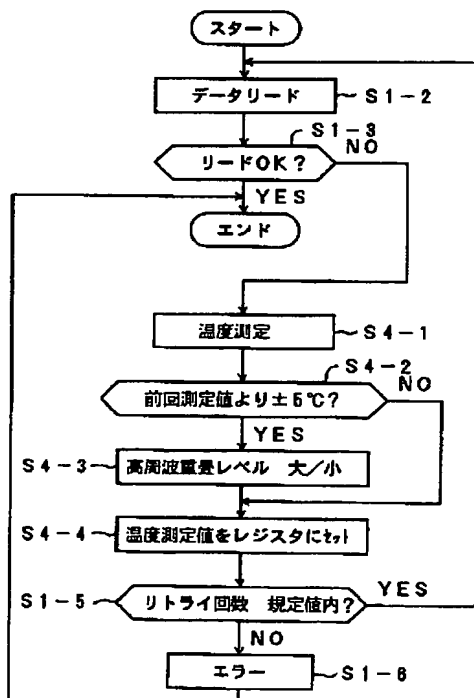 スタート
データリード
S1-2
S1-3
リードOK?
NO
YES
エンド
温度測定
S4-1
S4-2
前回測定値より±5℃?
NO
YES
S4-3
高周波重畳レベル 大/小
S4-4
温度測定値をレジスタにセット
S1-5
リトライ回数 規定値内?
YES
NO
エラー
S1-6